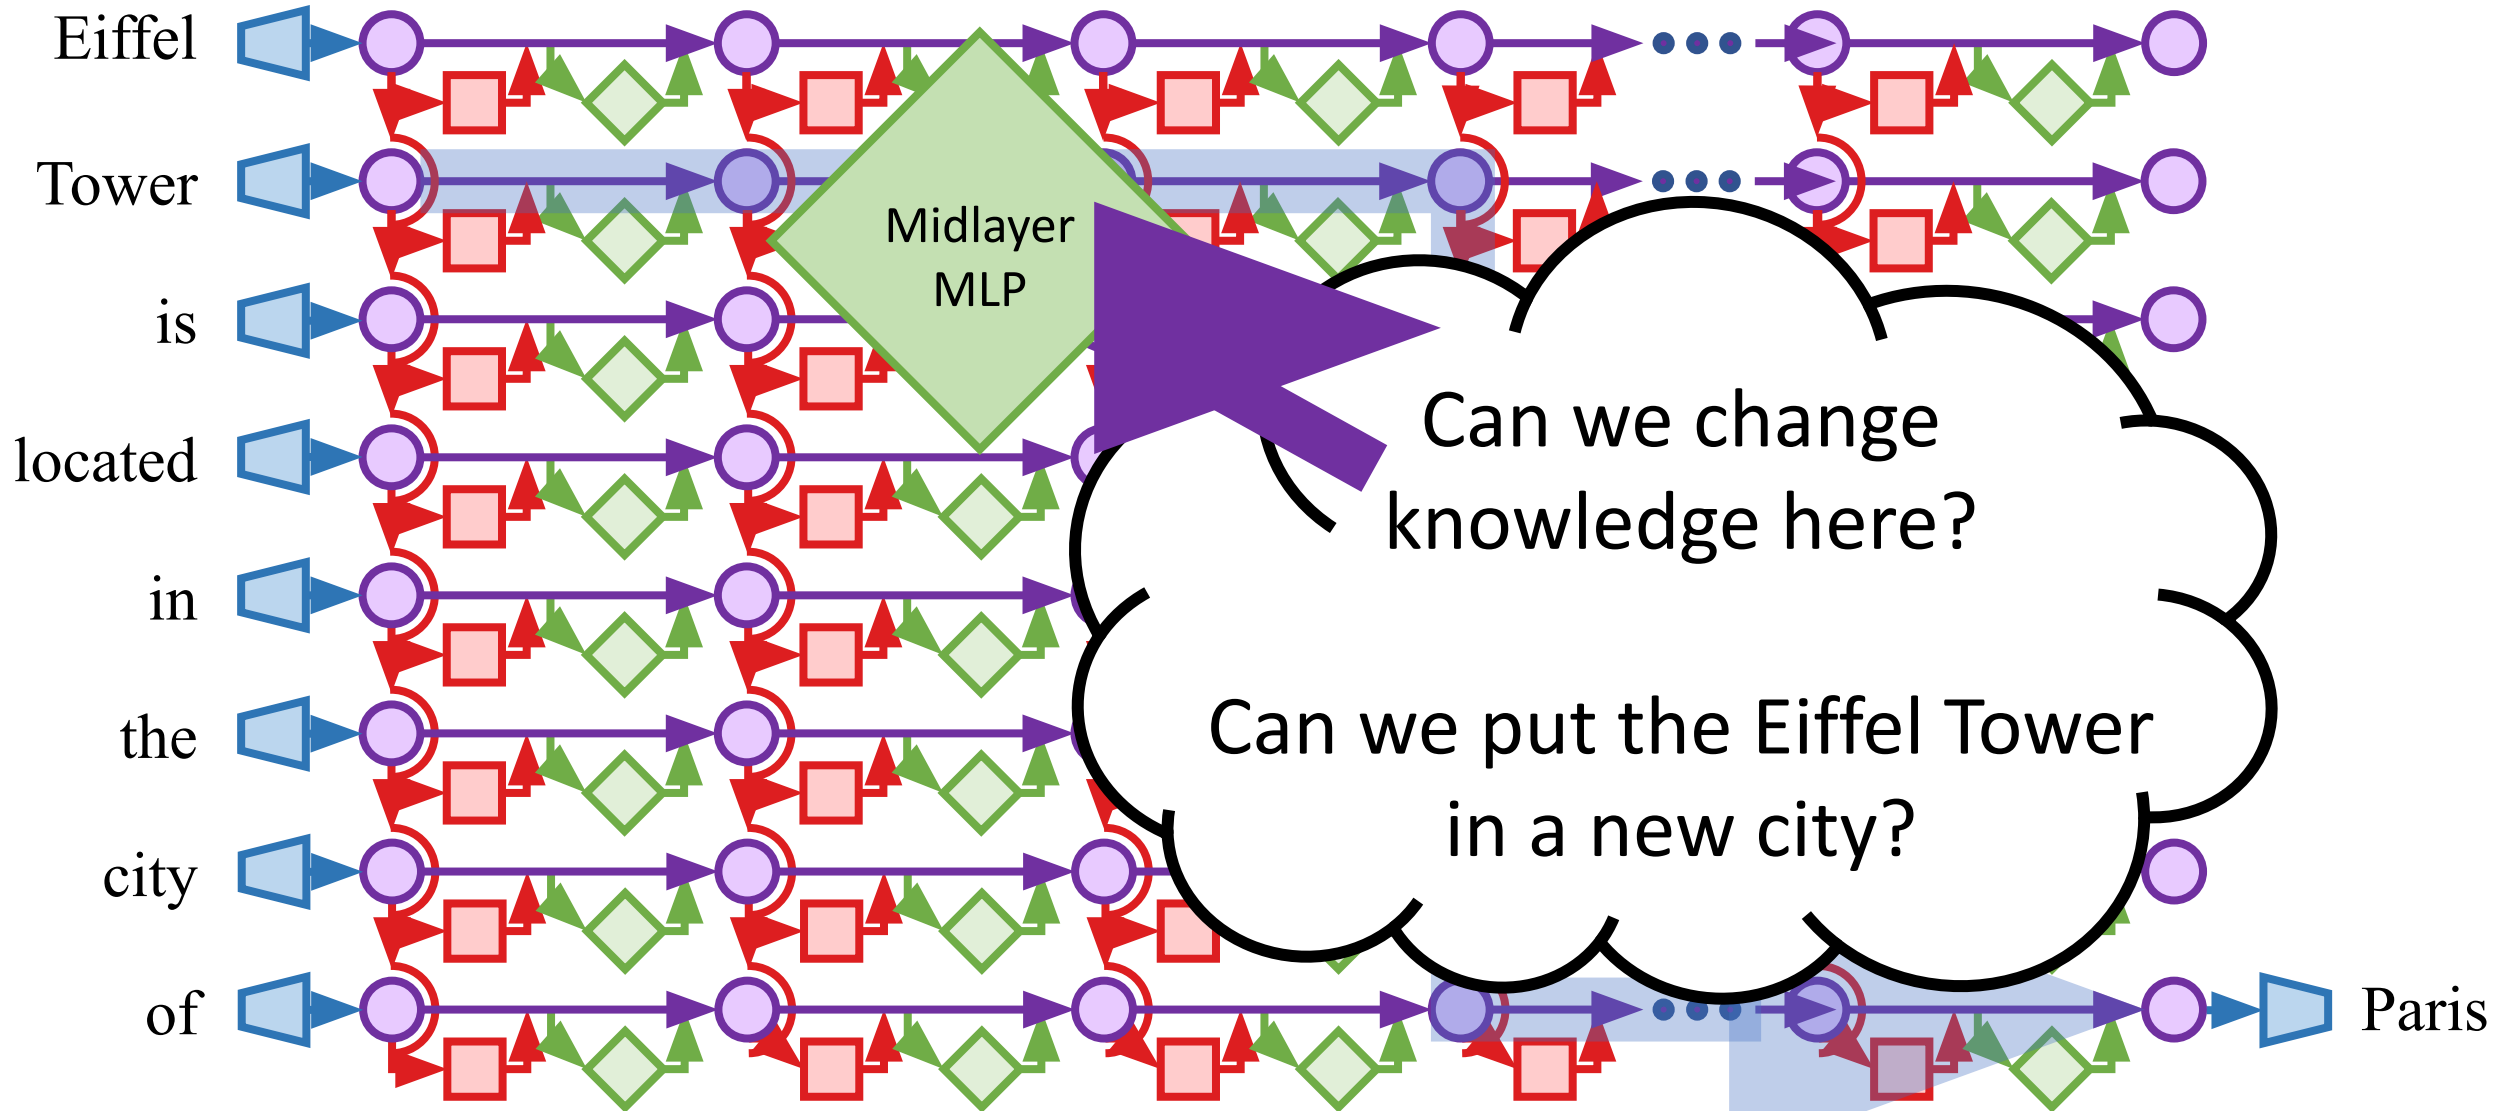 Eiffel
Tower
is
located
in
the
city
of
Midlayer
MLP
Can we change
knowledge here?
Can we put the Eiffel Tower
in a new city?
Paris